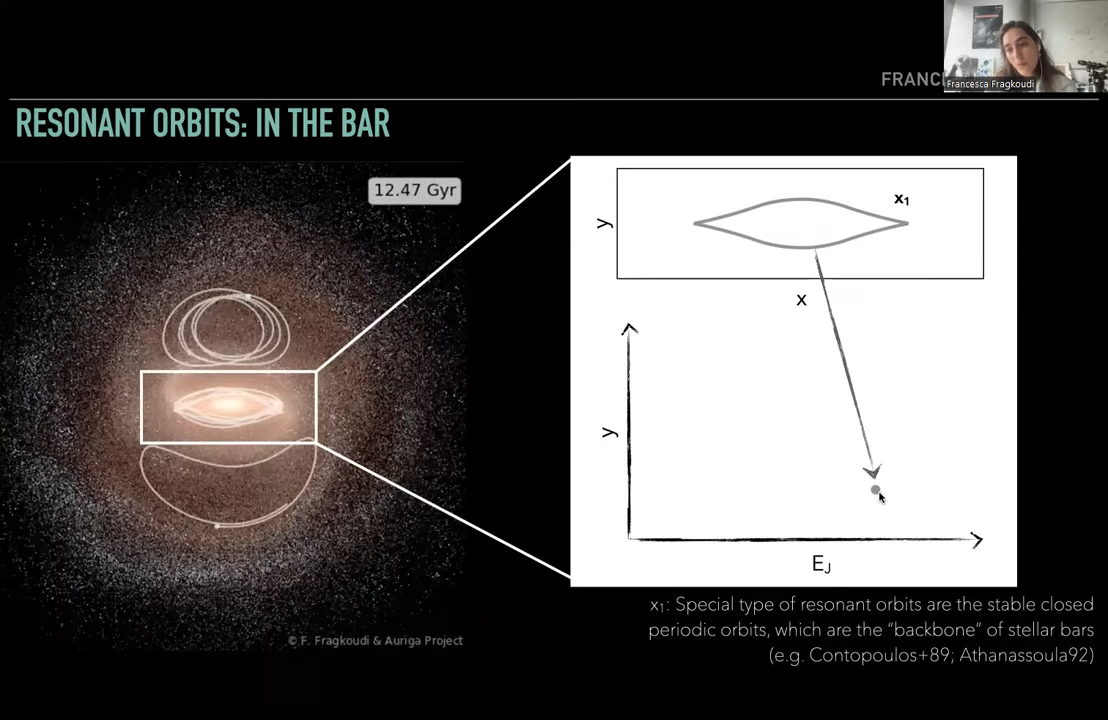 FRANC
Francesca Fragkoudi
RESONANT ORBITS: IN THE BAR
12.47 Gyr
x₁
y
x
y
E_J
x₁: Special type of resonant orbits are the stable closed
periodic orbits, which are the “backbone” of stellar bars
(e.g. Contopoulos+89; Athanassoula92)
© F. Fragkoudi & Auriga Project